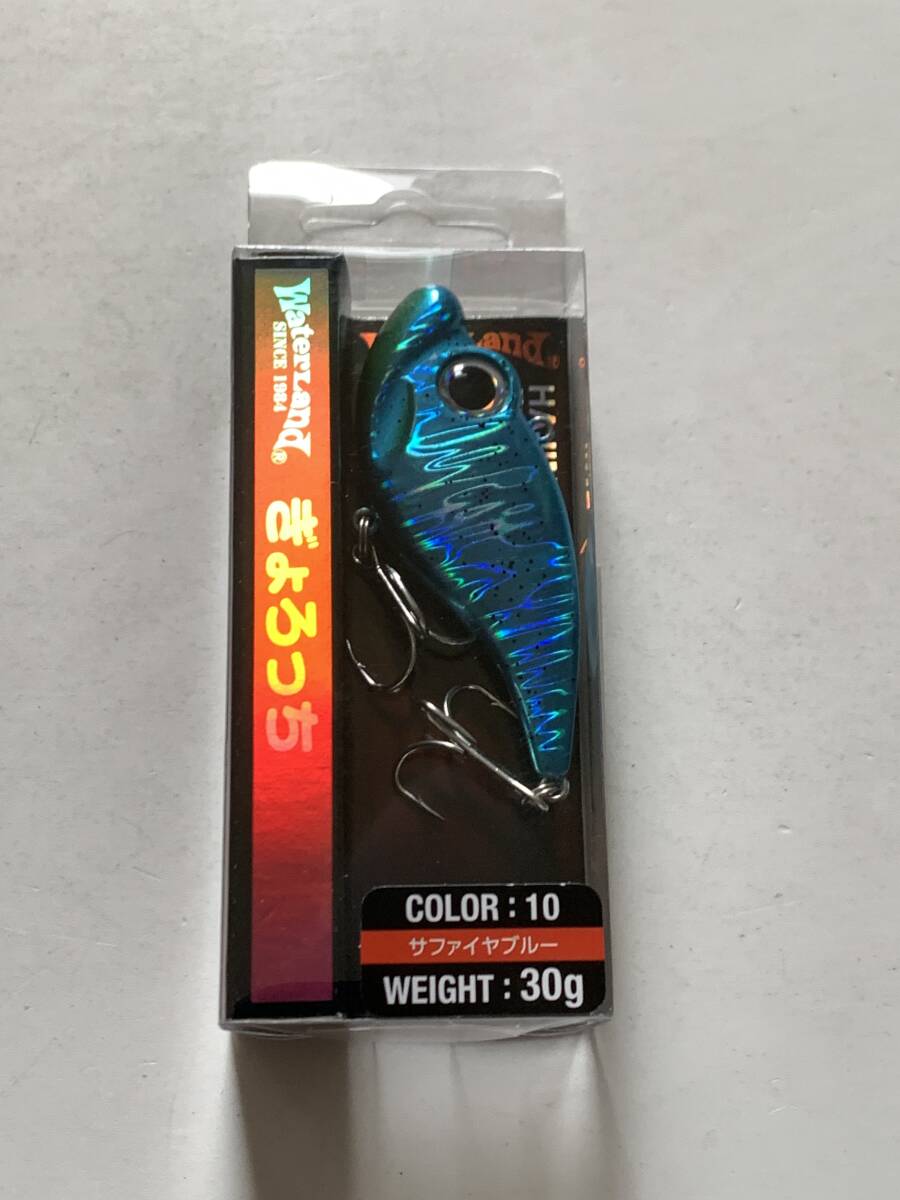 WaterLand®
SINCE 1984
ぎょろっち
COLOR : 10
サファイヤブルー
WEIGHT : 30g